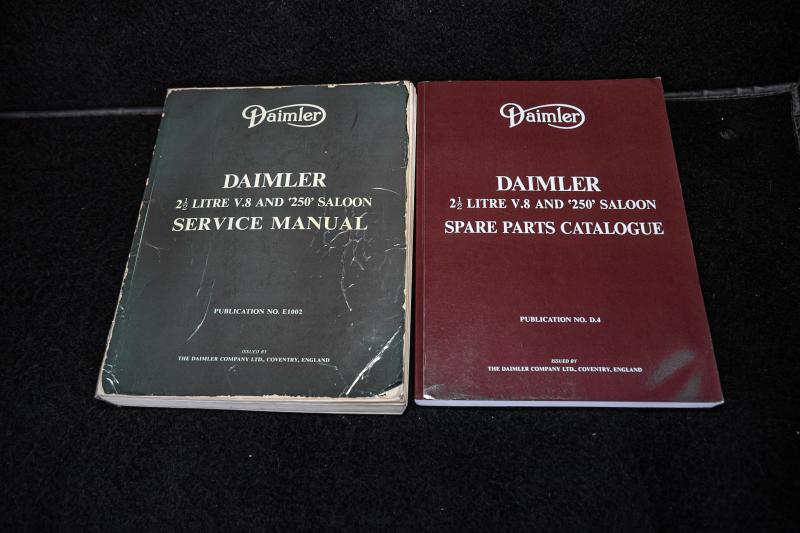 Daimler
DAIMLER
2½ LITRE V.8 AND '250' SALOON
SERVICE MANUAL
PUBLICATION NO. E1002
ISSUED BY
THE DAIMLER COMPANY LTD., COVENTRY, ENGLAND
Daimler
DAIMLER
2½ LITRE V.8 AND '250' SALOON
SPARE PARTS CATALOGUE
PUBLICATION NO. D.4
ISSUED BY
THE DAIMLER COMPANY LTD., COVENTRY, ENGLAND